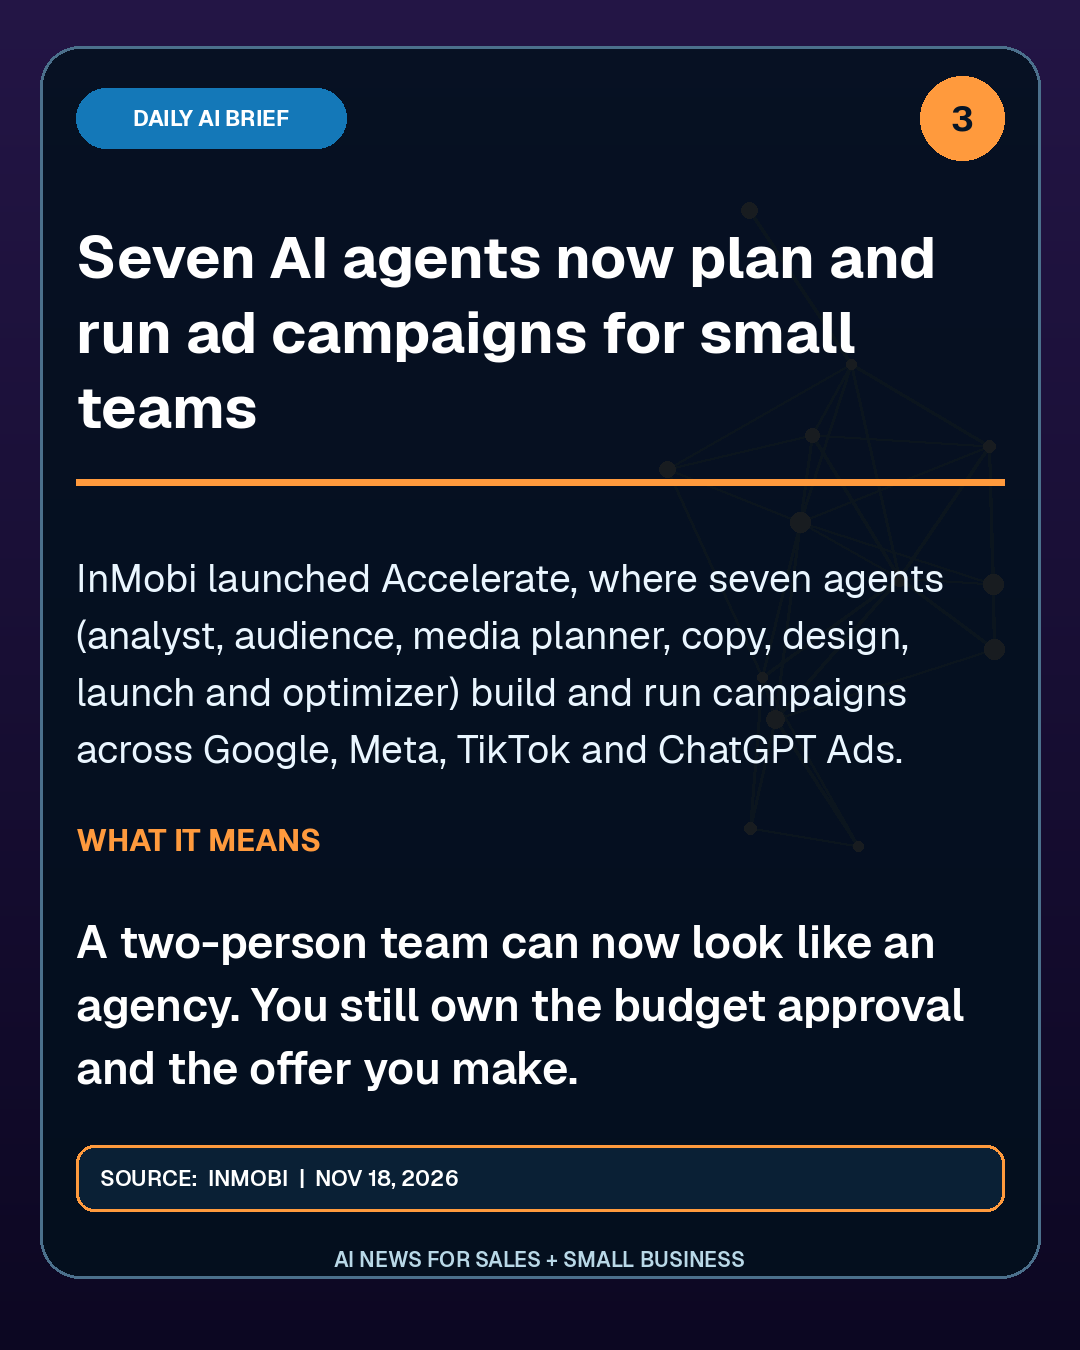 DAILY AI BRIEF
3
Seven AI agents now plan and
run ad campaigns for small
teams
InMobi launched Accelerate, where seven agents
(analyst, audience, media planner, copy, design,
launch and optimizer) build and run campaigns
across Google, Meta, TikTok and ChatGPT Ads.
WHAT IT MEANS
A two-person team can now look like an
agency. You still own the budget approval
and the offer you make.
SOURCE: INMOBI | NOV 18, 2026
AI NEWS FOR SALES + SMALL BUSINESS